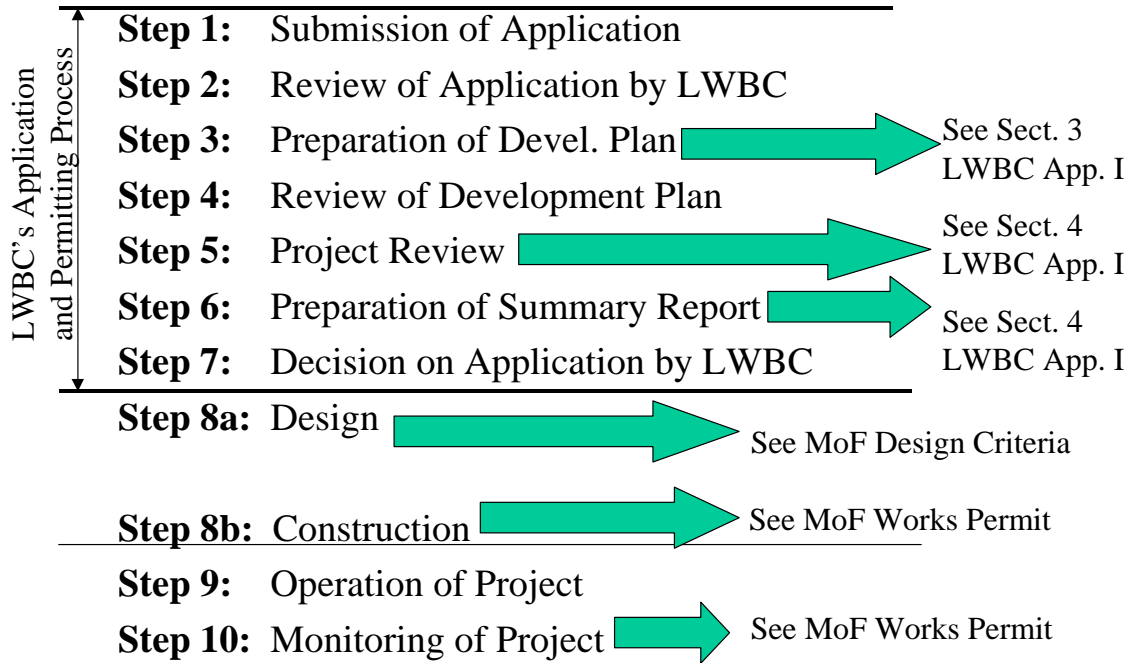 LWBC's Application
and Permitting Process
Step 1: Submission of Application
Step 2: Review of Application by LWBC
Step 3: Preparation of Devel. Plan
See Sect. 3
LWBC App. I
Step 4: Review of Development Plan
Step 5: Project Review
See Sect. 4
LWBC App. I
Step 6: Preparation of Summary Report
See Sect. 4
LWBC App. I
Step 7: Decision on Application by LWBC
Step 8a: Design
See MoF Design Criteria
Step 8b: Construction
See MoF Works Permit
Step 9: Operation of Project
Step 10: Monitoring of Project
See MoF Works Permit